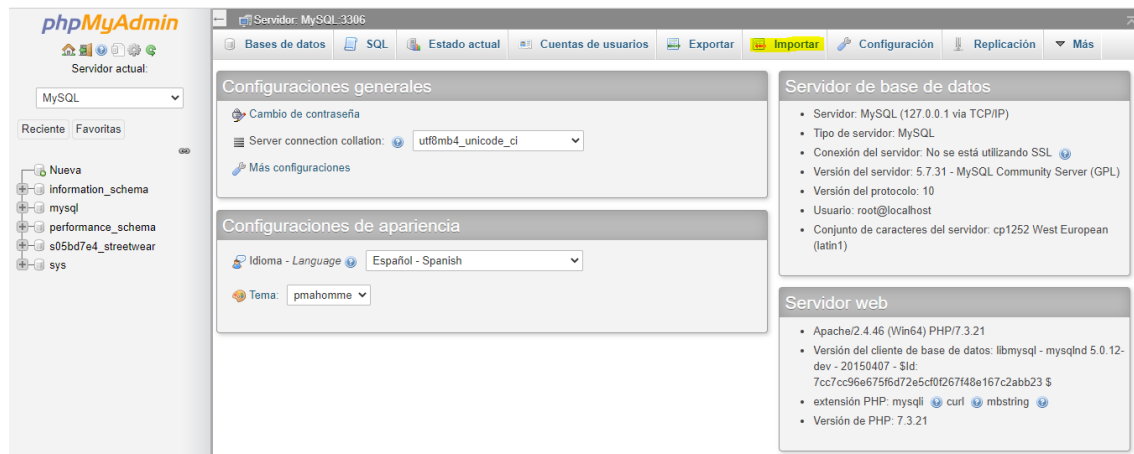 phpMyAdmin
Servidor actual:
MySQL
Reciente Favoritas
Nueva
information_schema
mysql
performance_schema
s05bd7e4_streetwear
sys
Servidor: MySQL:3306
Bases de datos SQL Estado actual Cuentas de usuarios Exportar Importar Configuración Replicación Más
Configuraciones generales
Cambio de contraseña
Server connection collation: utf8mb4_unicode_ci
Más configuraciones
Configuraciones de apariencia
Idioma - Language Español - Spanish
Tema: pmahomme
Servidor de base de datos
• Servidor: MySQL (127.0.0.1 via TCP/IP)
• Tipo de servidor: MySQL
• Conexión del servidor: No se está utilizando SSL
• Versión del servidor: 5.7.31 - MySQL Community Server (GPL)
• Versión del protocolo: 10
• Usuario: root@localhost
• Conjunto de caracteres del servidor: cp1252 West European
(latin1)
Servidor web
• Apache/2.4.46 (Win64) PHP/7.3.21
• Versión del cliente de base de datos: libmysql - mysqlnd 5.0.12-
dev - 20150407 - $Id:
7cc7cc96e675f6d72e5cf0f267f48e167c2abb23 $
• extensión PHP: mysqli curl mbstring
• Versión de PHP: 7.3.21